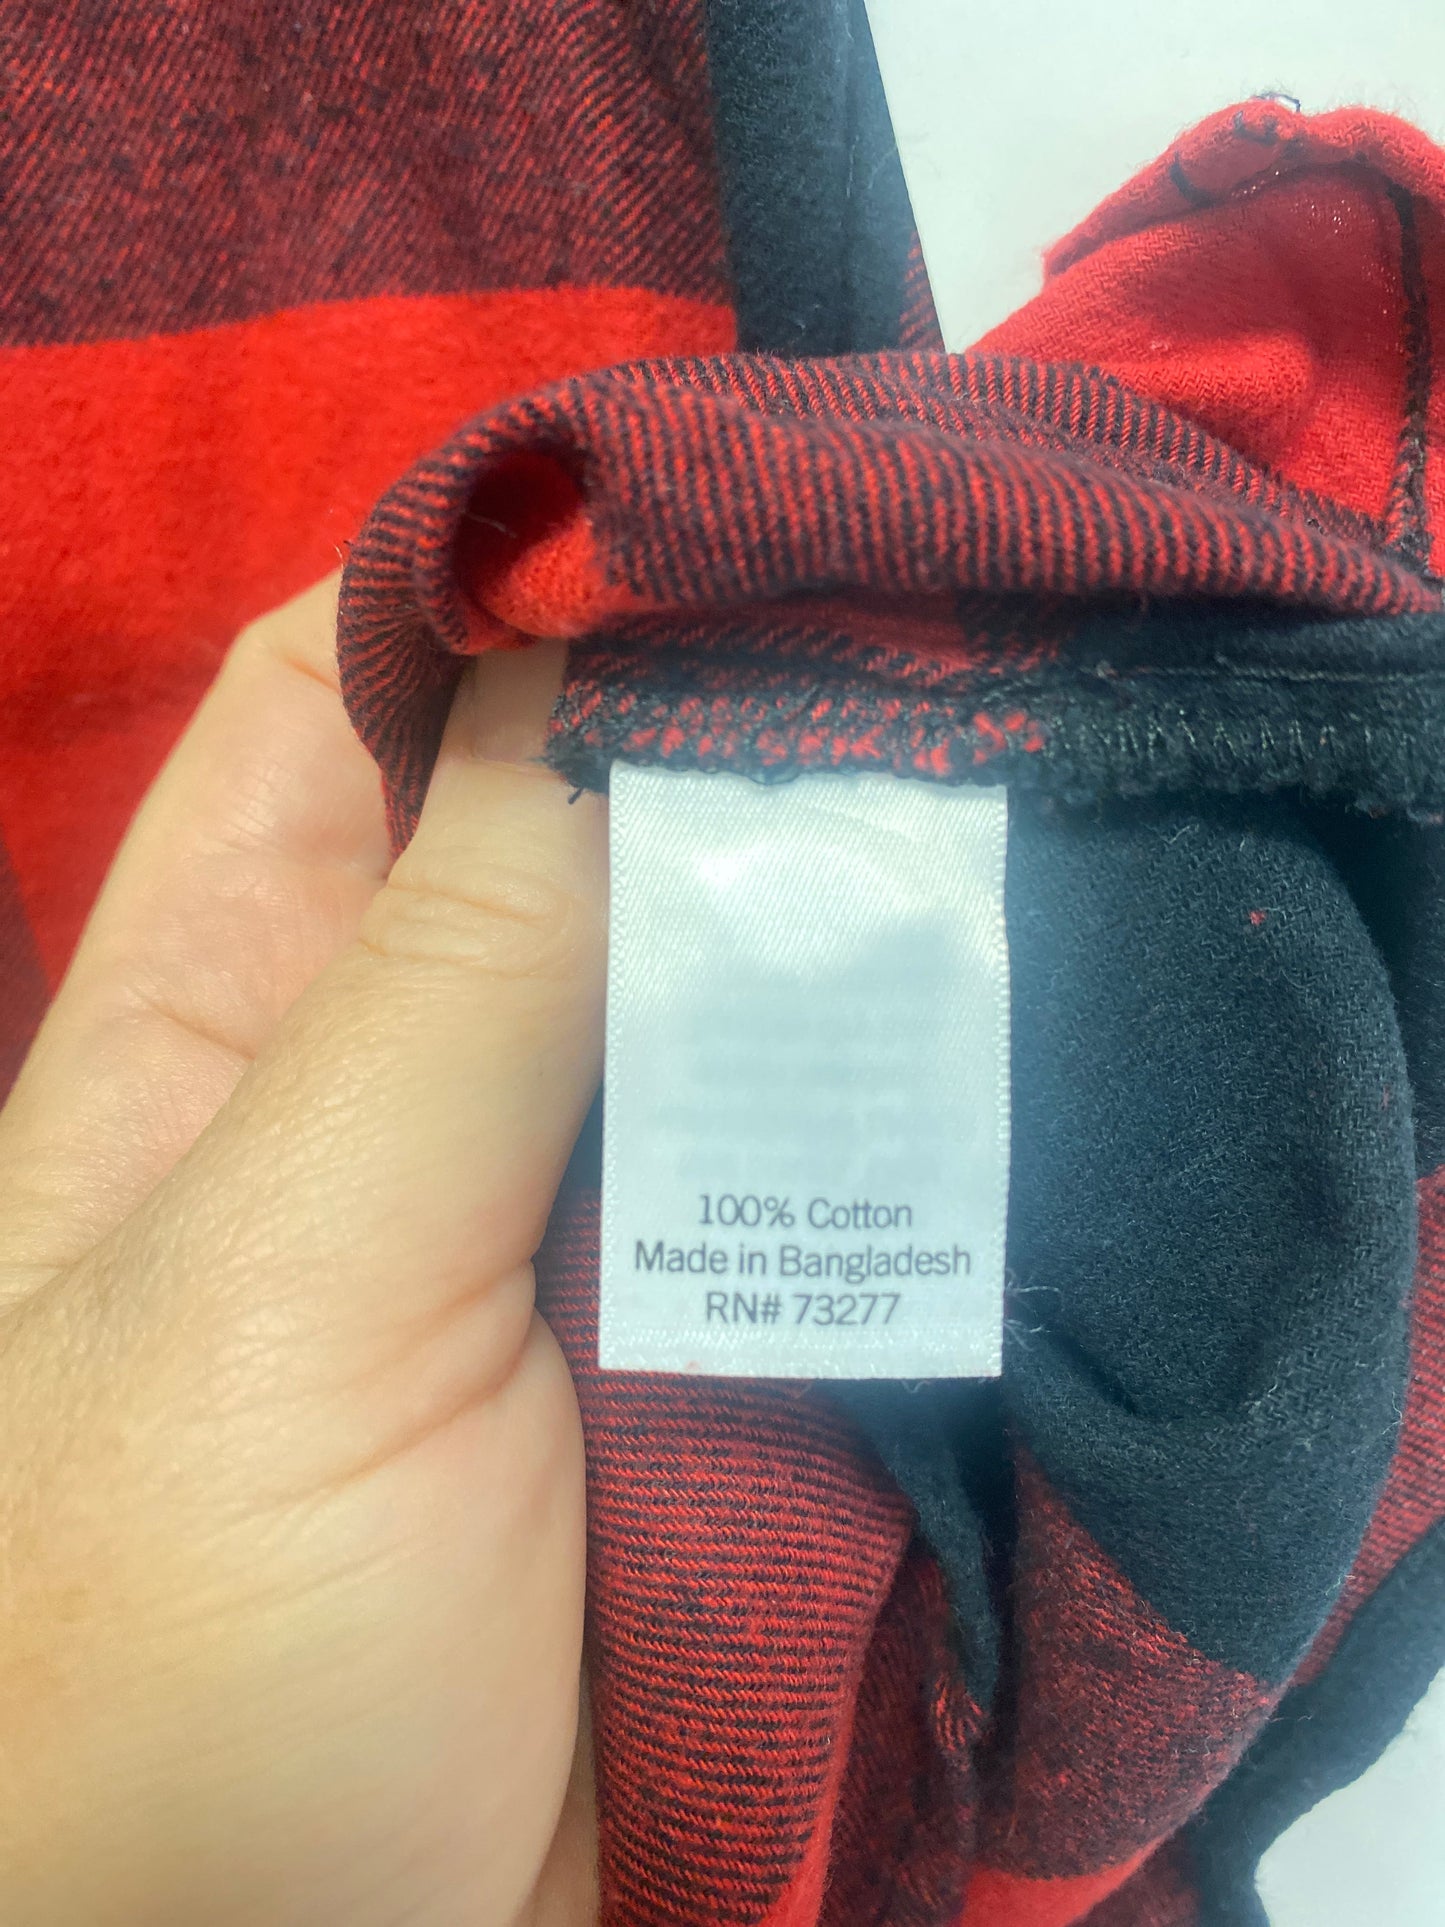 100% Cotton
Made in Bangladesh
RN# 73277